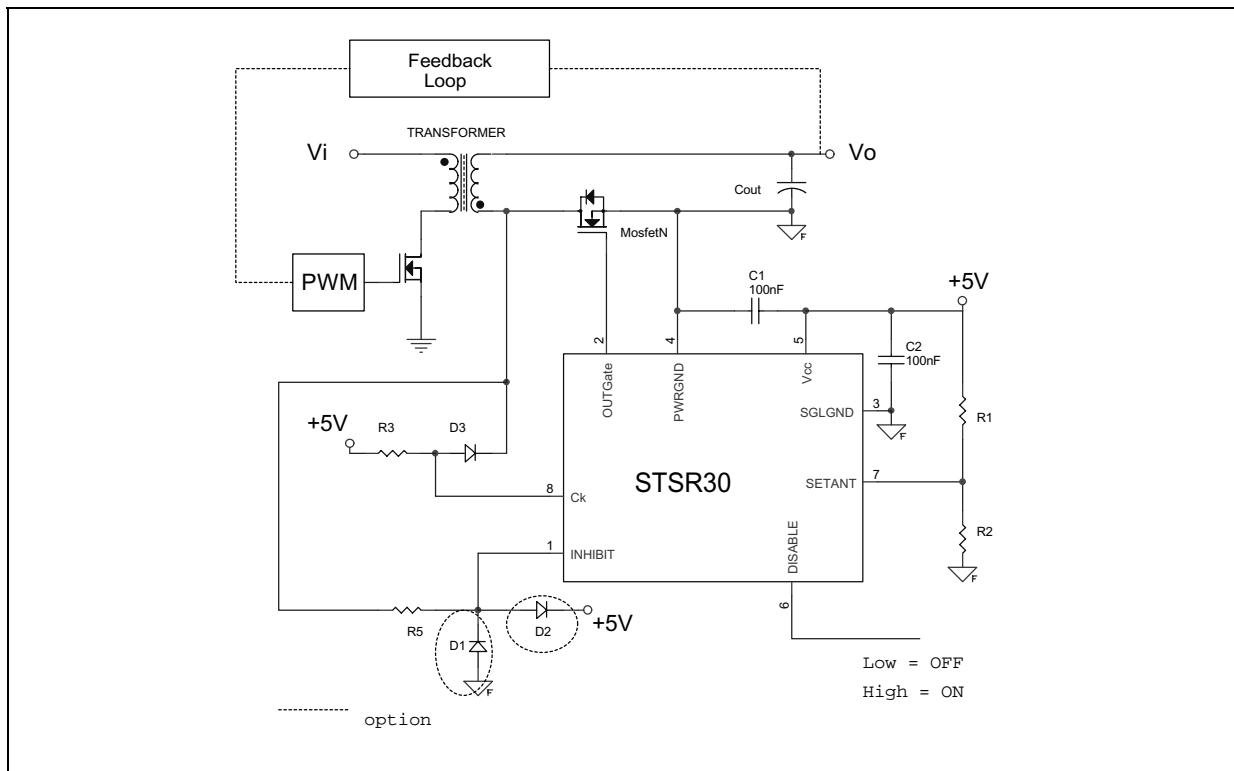 Feedback
Loop
TRANSFORMER
Vi
Vo
Cout
MosfetN
PWM
C1
100nF
+5V
2
4
5
C2
100nF
OUTGate
PWRGND
Vcc
SGLGND
3
R1
+5V
R3
D3
STSR30
SETANT
7
8
Ck
R2
1
INHIBIT
DISABLE
6
R5
D1
D2
+5V
F
F
F
F
Low = OFF
High = ON
option